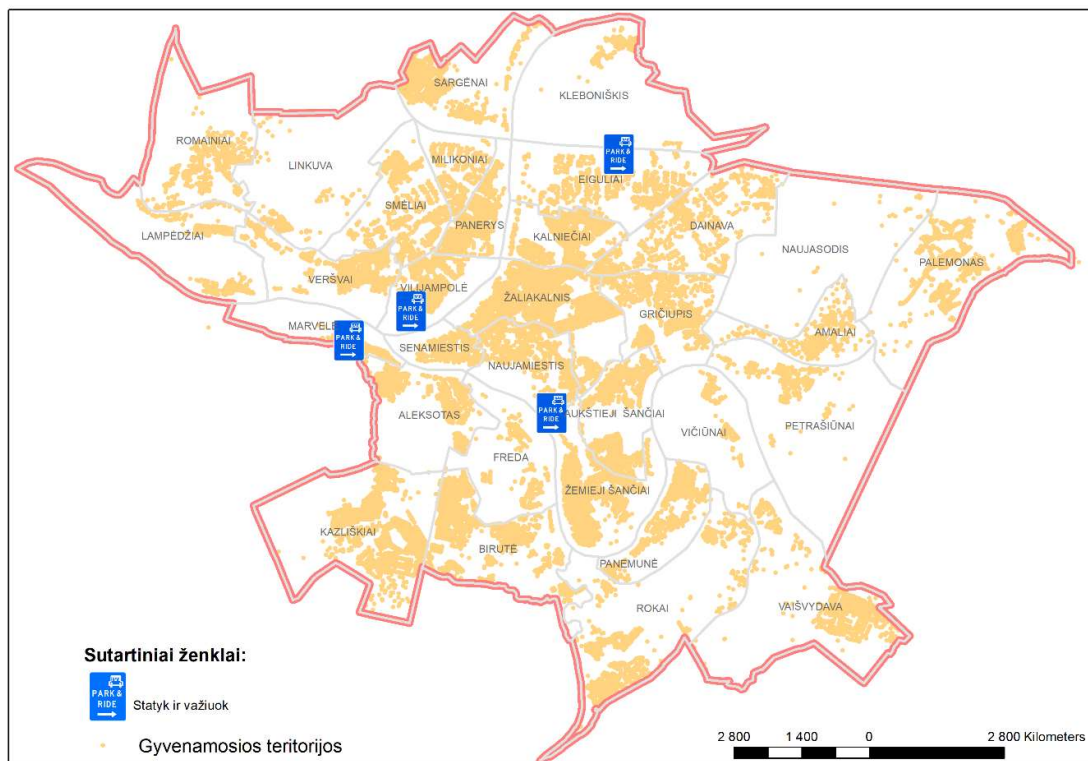 SARGĖNAI
KLEBONIŠKIS
ROMAINIAI
LINKUVA
MILIKONIAI
PARK &
RIDE
EIGULIAI
SMĖLIAI
PANERYS
LAMPĖDŽIAI
KALNIEČIAI
DAINAVA
NAUJASODIS
PALEMONAS
VERŠVAI
VILIJAMPOLĖ
ŽALIAKALNIS
PARK &
RIDE
GRIČIUPIS
MARVELĖ
AMALIAI
PARK &
RIDE
SENAMIESTIS
NAUJAMIESTIS
ALEKSOTAS
PARK &
RIDE
AUKŠTIEJI ŠANČIAI
VIČIŪNAI
PETRAŠIŪNAI
FREDA
ŽEMIEJI ŠANČIAI
KAZLIŠKIAI
BIRUTĖ
PANEMUNĖ
ROKAI
VAIŠVYDAVA
Sutartiniai ženklai:
PARK &
RIDE
Statyk ir važiuok
Gyvenamosios teritorijos
2 800 1 400 0 2 800 Kilometers